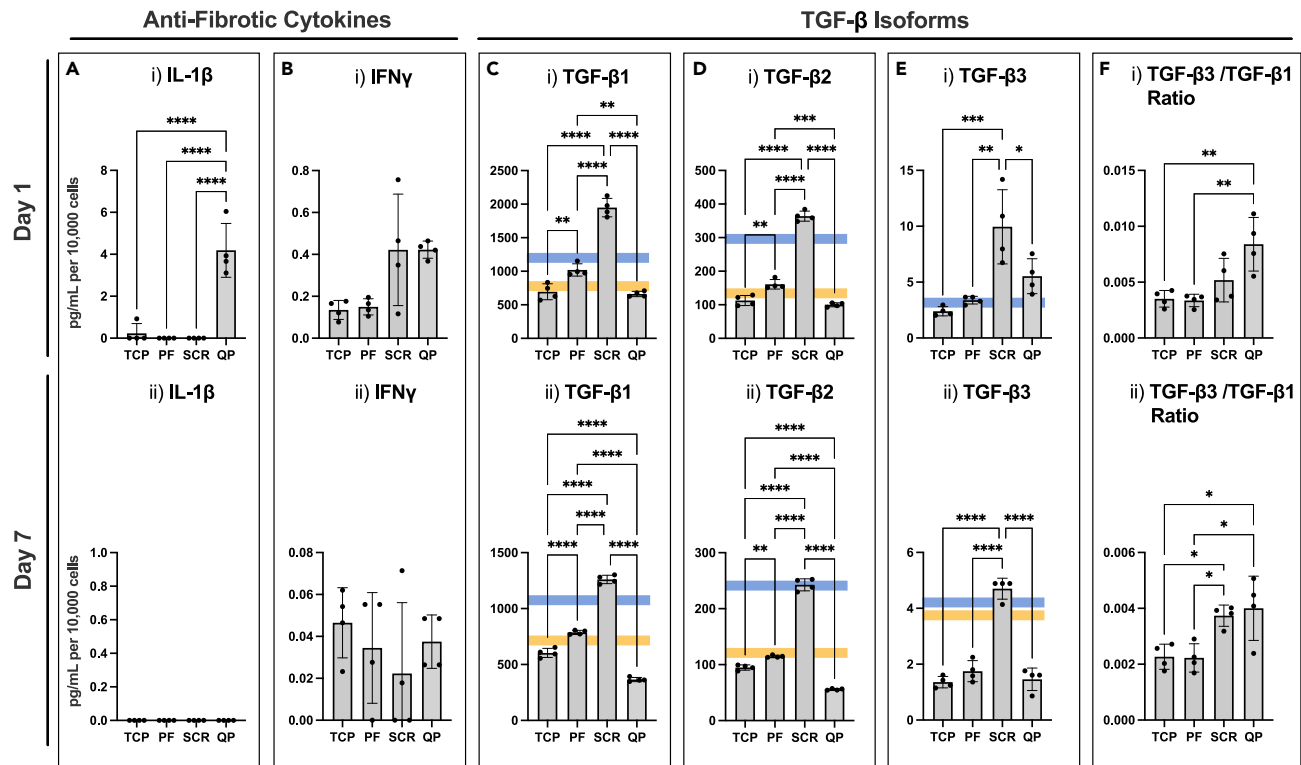 Anti-Fibrotic Cytokines
TGF-β Isoforms
Day 1
pg/mL per 10,000 cells
A
i) IL-1β
****
****
****
8
6
4
2
0
TCP PF SCR QP
B
i) IFNγ
0.8
0.6
0.4
0.2
0.0
TCP PF SCR QP
C
i) TGF-β1
**
**** ****
****
**
2500
2000
1500
1000
500
0
TCP PF SCR QP
D
i) TGF-β2
***
**** ****
****
**
500
400
300
200
100
0
TCP PF SCR QP
E
i) TGF-β3
***
** *
15
10
5
0
TCP PF SCR QP
F
i) TGF-β3 /TGF-β1
Ratio
**
**
0.015
0.010
0.005
0.000
TCP PF SCR QP
Day 7
pg/mL per 10,000 cells
ii) IL-1β
1.0
0.8
0.6
0.4
0.2
0.0
TCP PF SCR QP
ii) IFNγ
0.08
0.06
0.04
0.02
0.00
TCP PF SCR QP
ii) TGF-β1
****
****
****
****
**** ****
1500
1000
500
0
TCP PF SCR QP
ii) TGF-β2
****
****
****
****
** ****
300
200
100
0
TCP PF SCR QP
ii) TGF-β3
**** ****
****
6
4
2
0
TCP PF SCR QP
ii) TGF-β3 /TGF-β1
Ratio
*
*
*
*
0.006
0.004
0.002
0.000
TCP PF SCR QP